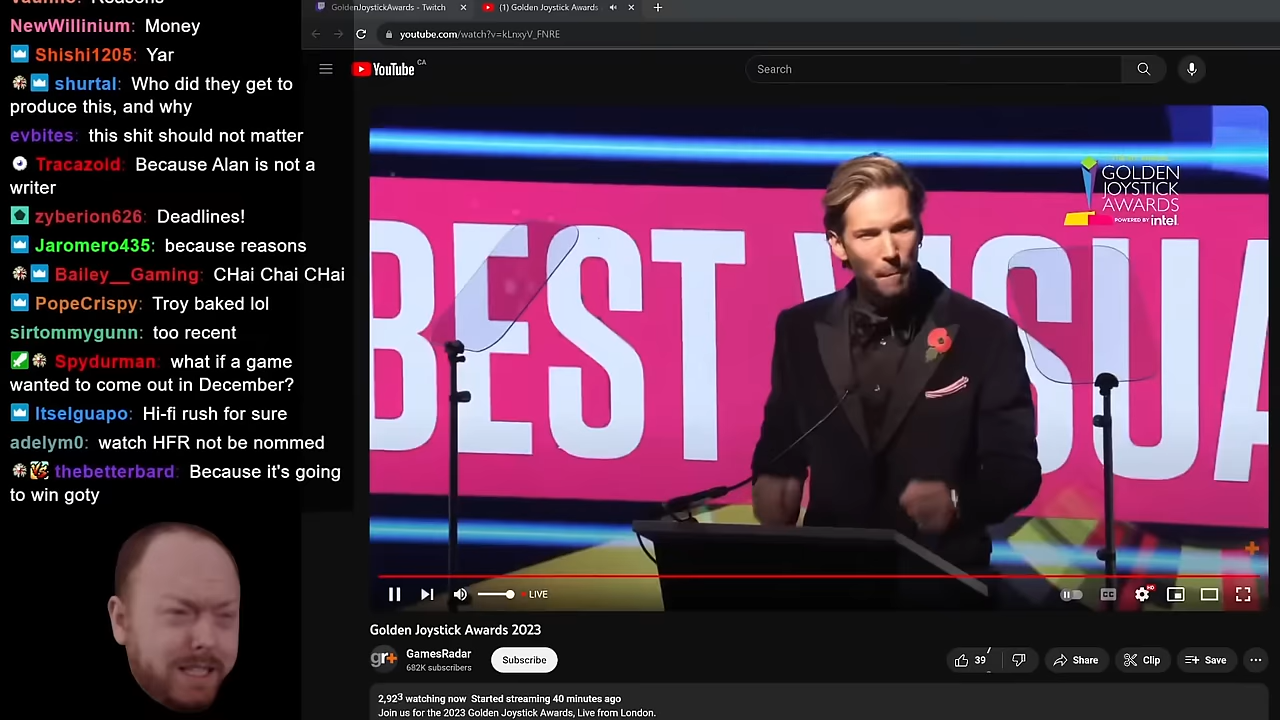 Reasons
NewWillinium: Money
Shishi1205: Yar
shurtal: Who did they get to
produce this, and why
evbites: this shit should not matter
Tracazoid: Because Alan is not a
writer
zyberion626: Deadlines!
Jaromero435: because reasons
Bailey__Gaming: CHai Chai CHai
PopeCrispy: Troy baked lol
sirtommygunn: too recent
Spydurman: what if a game
wanted to come out in December?
ItseIguapo: Hi-fi rush for sure
adelym0: watch HFR not be nommed
thebetterbard: Because it's going
to win goty
GoldenJoystickAwards - Twitch
(1) Golden Joystick Awards
youtube.com/watch?v=kLnxyV_FNRE
YouTube CA
Search
GOLDEN
JOYSTICK
AWARDS
POWERED BY intel
BEST VISUA
LIVE
CC
HD
Golden Joystick Awards 2023
gr+
GamesRadar
682K subscribers
Subscribe
39
Share
Clip
Save
watching now Started streaming 40 minutes ago
Join us for the 2023 Golden Joystick Awards, Live from London.